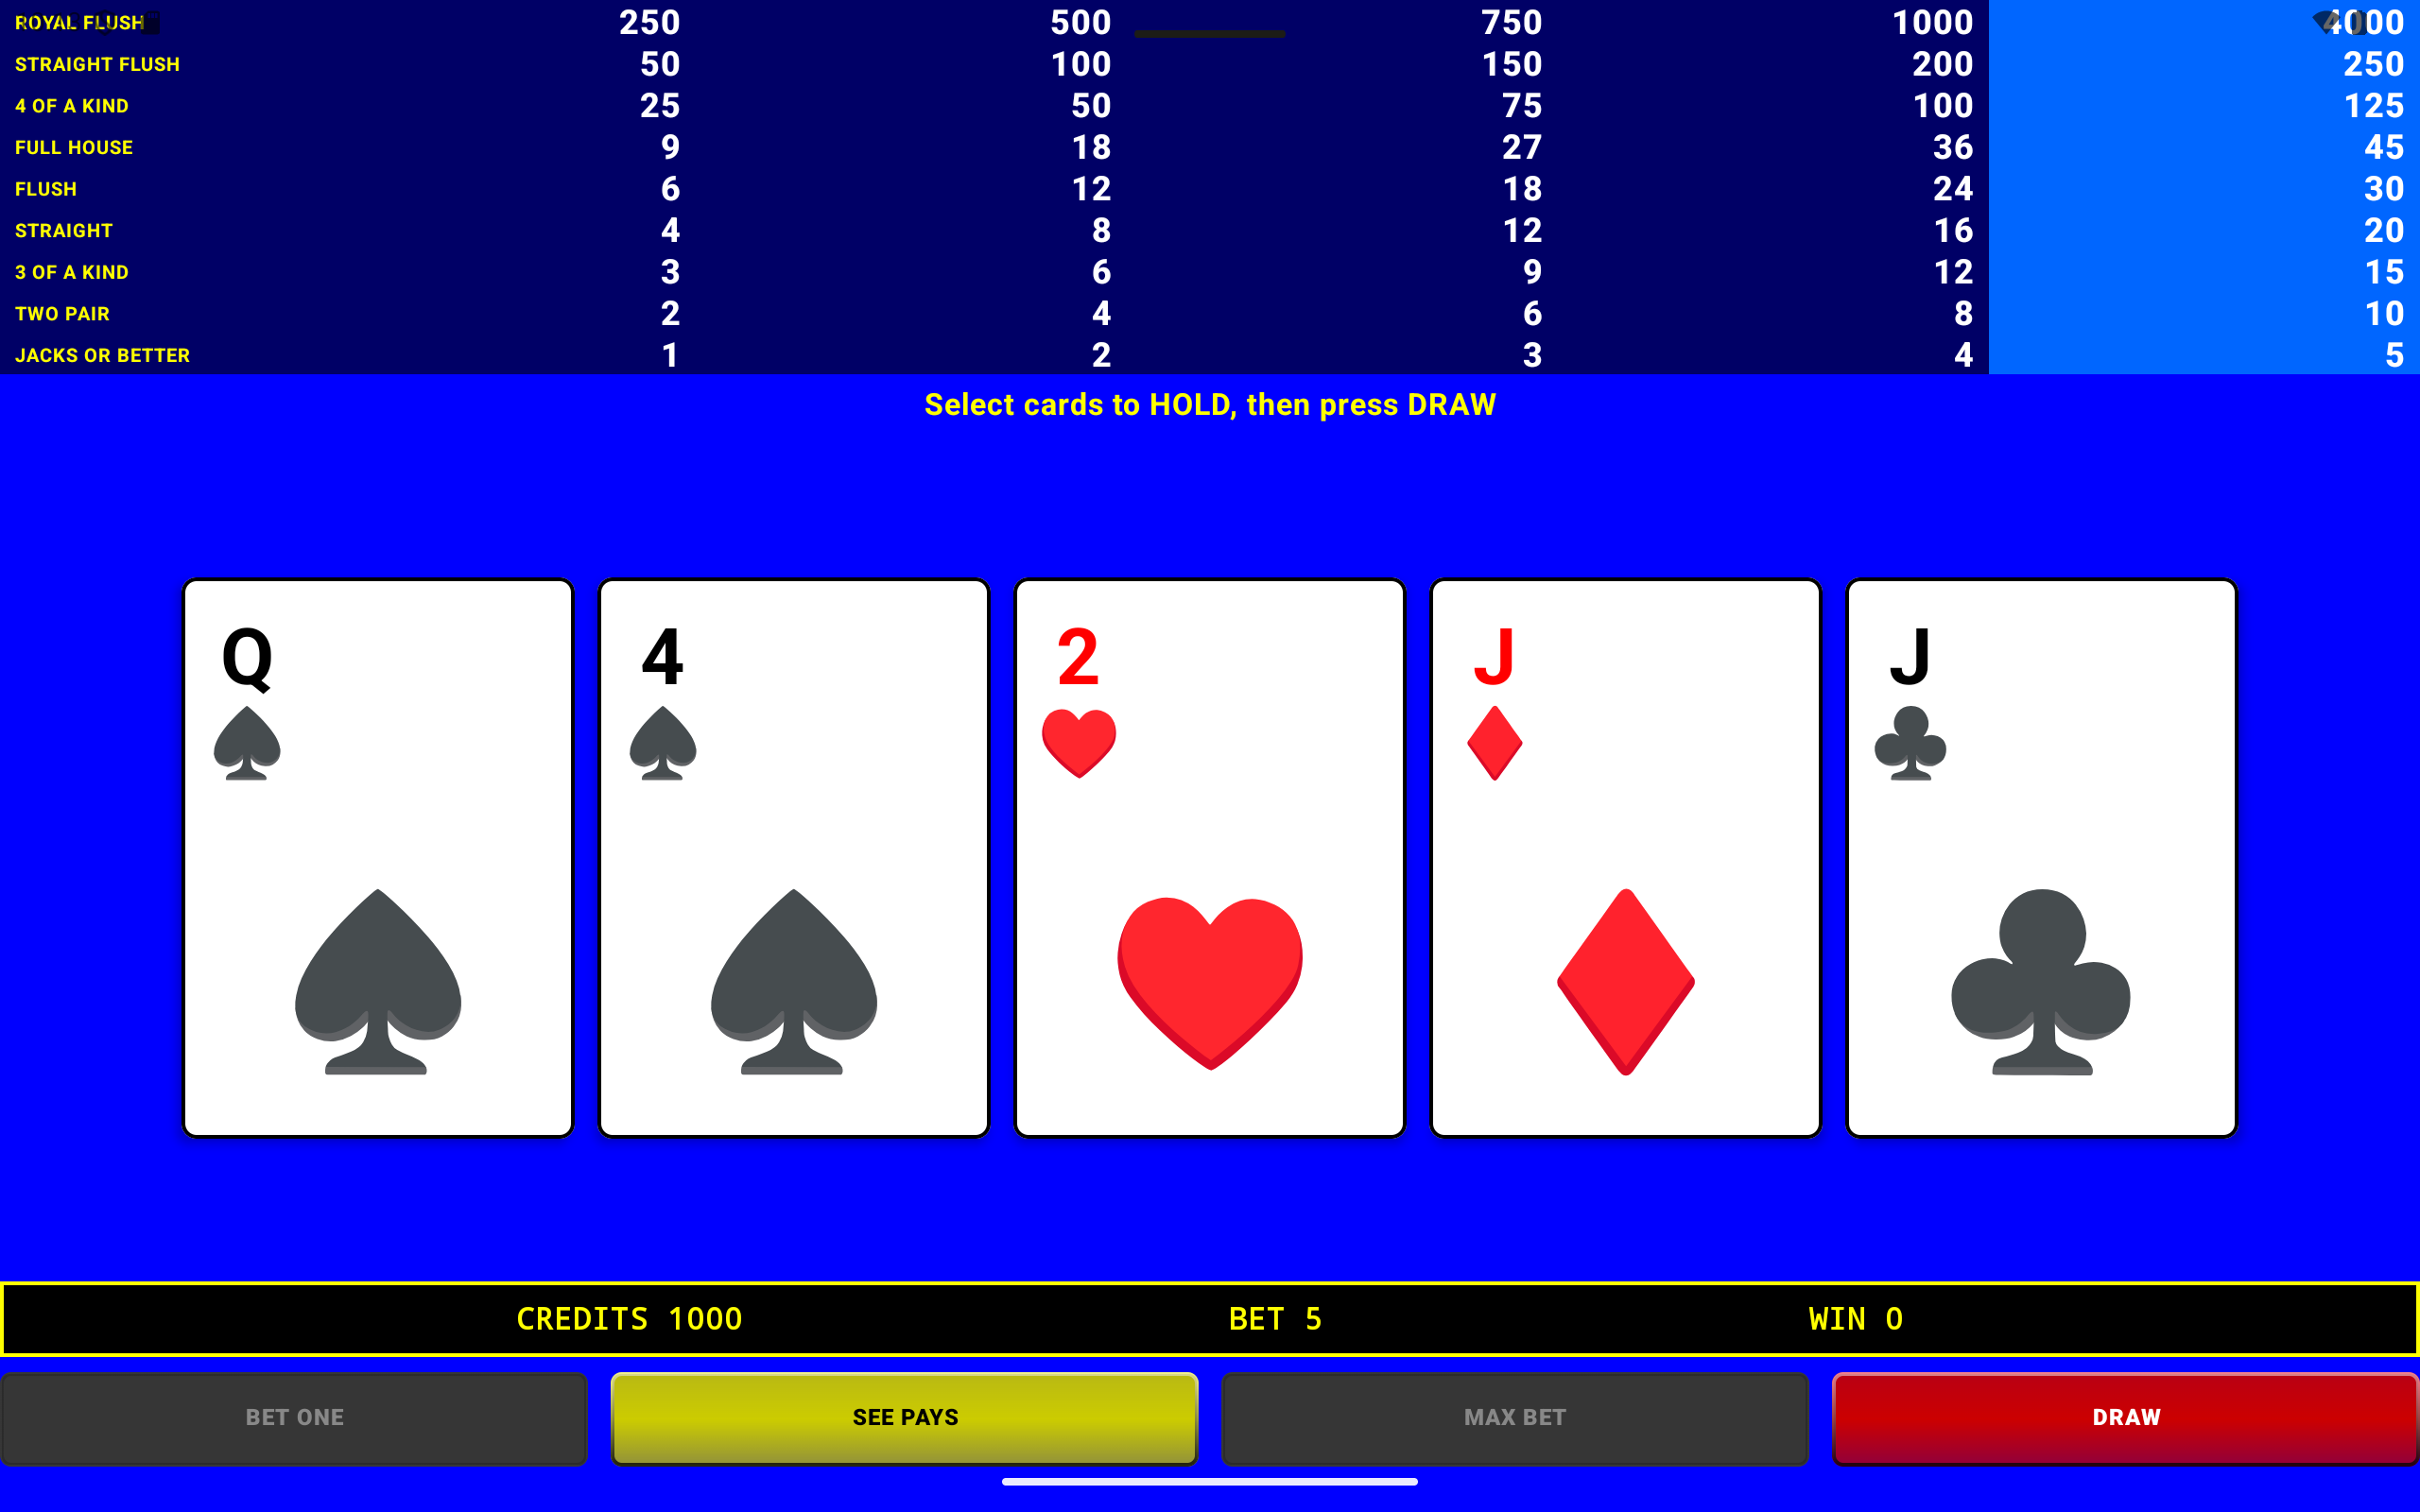 ROYAL FLUSH 250 500 750 1000 4000
STRAIGHT FLUSH 50 100 150 200 250
4 OF A KIND 25 50 75 100 125
FULL HOUSE 9 18 27 36 45
FLUSH 6 12 18 24 30
STRAIGHT 4 8 12 16 20
3 OF A KIND 3 6 9 12 15
TWO PAIR 2 4 6 8 10
JACKS OR BETTER 1 2 3 4 5
Select cards to HOLD, then press DRAW
Q 4 2 J J
CREDITS 1000 BET 5 WIN 0
BET ONE SEE PAYS MAX BET DRAW